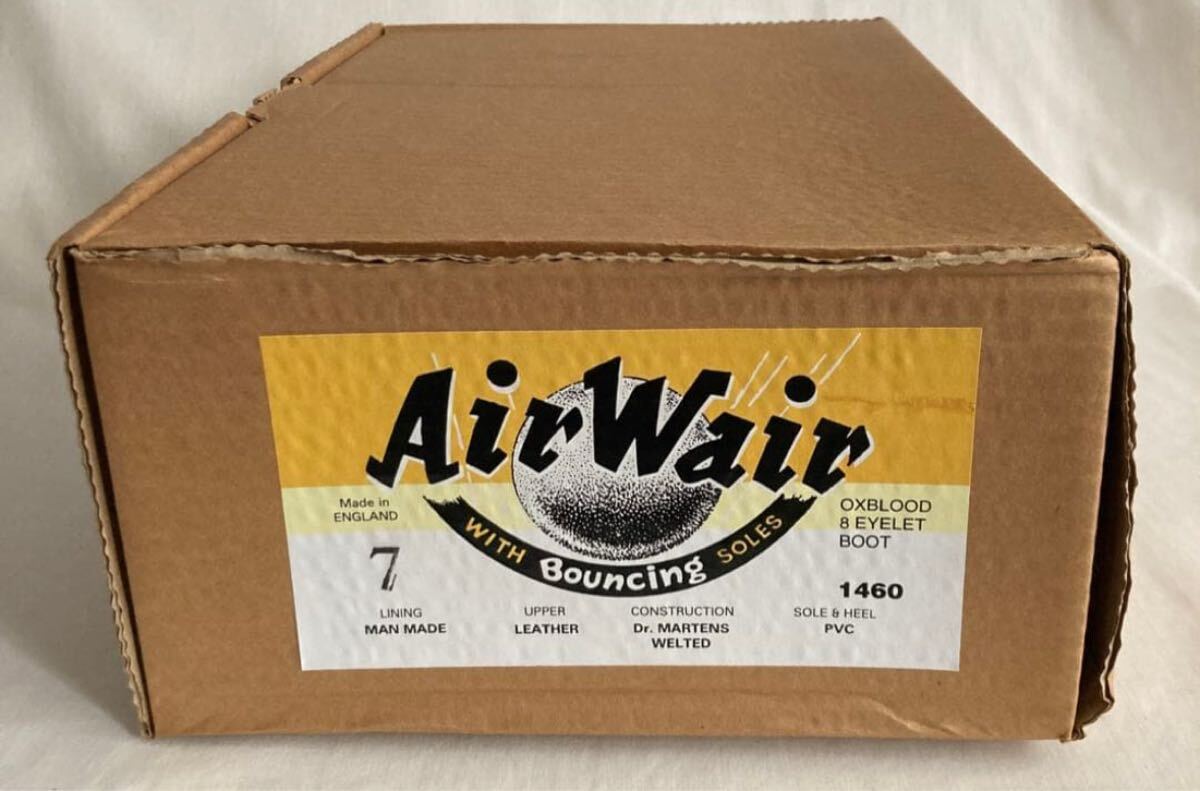 AirWair
WITH Bouncing SOLES
Made in
ENGLAND
7
OXBLOOD
8 EYELET
BOOT
1460
LINING
MAN MADE
UPPER
LEATHER
CONSTRUCTION
Dr. MARTENS
WELTED
SOLE & HEEL
PVC